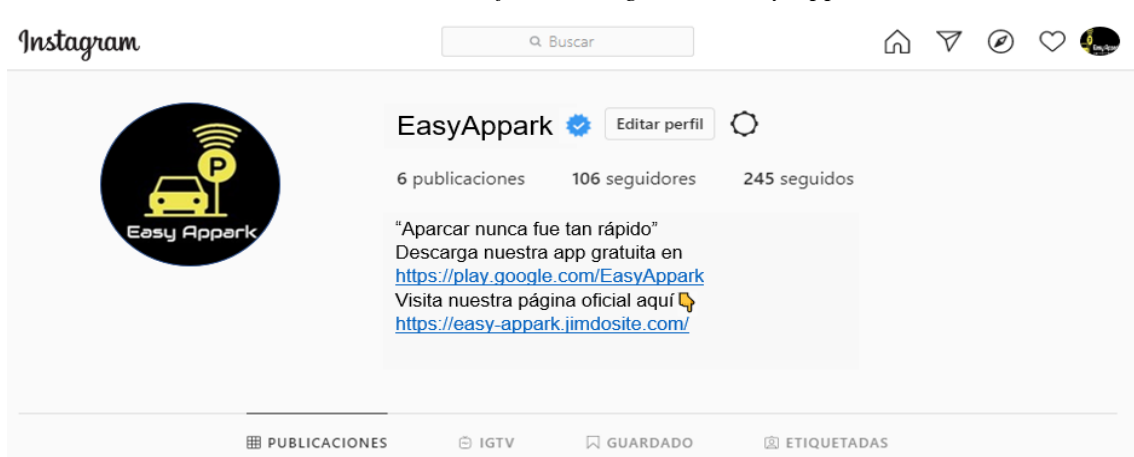 Instagram
Buscar
EasyAppark Editar perfil
6 publicaciones 106 seguidores 245 seguidos
P
Easy Appark
“Aparcar nunca fue tan rápido”
Descarga nuestra app gratuita en
https://play.google.com/EasyAppark
Visita nuestra página oficial aquí
https://easy-appark.jimdosite.com/
PUBLICACIONES IGTV GUARDADO ETIQUETADAS